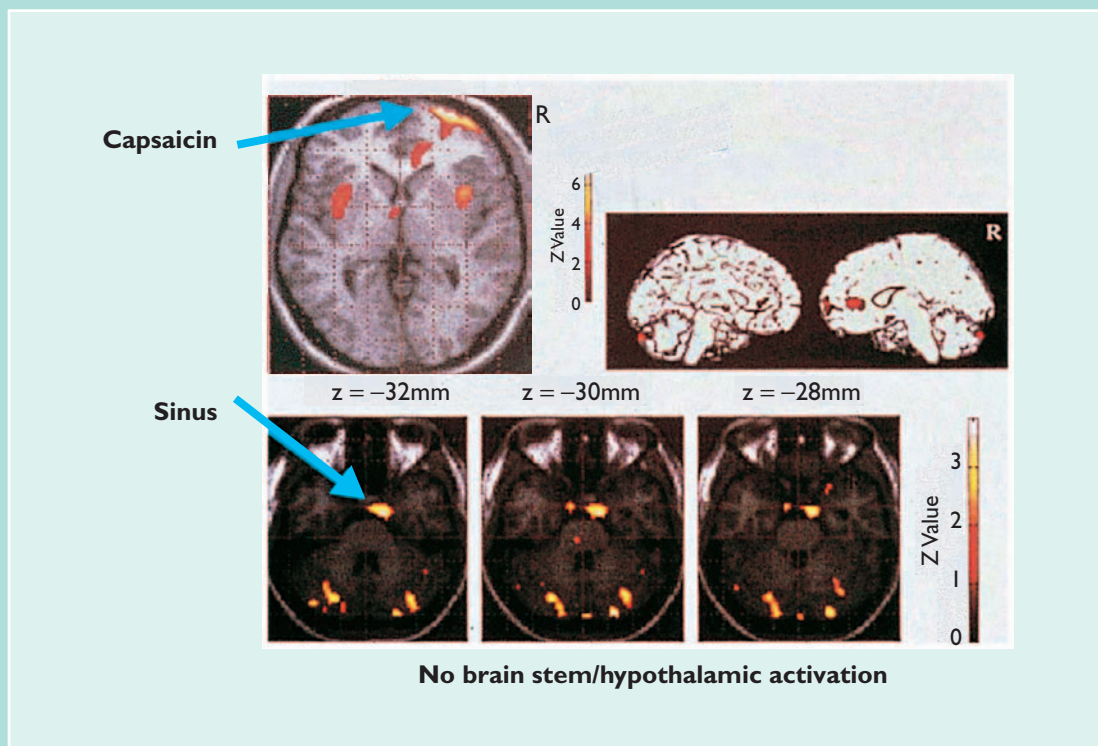 Capsaicin
R
6
4
2
0
Z Value
R
z = –32mm
z = –30mm
z = –28mm
Sinus
3
2
1
0
Z Value
No brain stem/hypothalamic activation